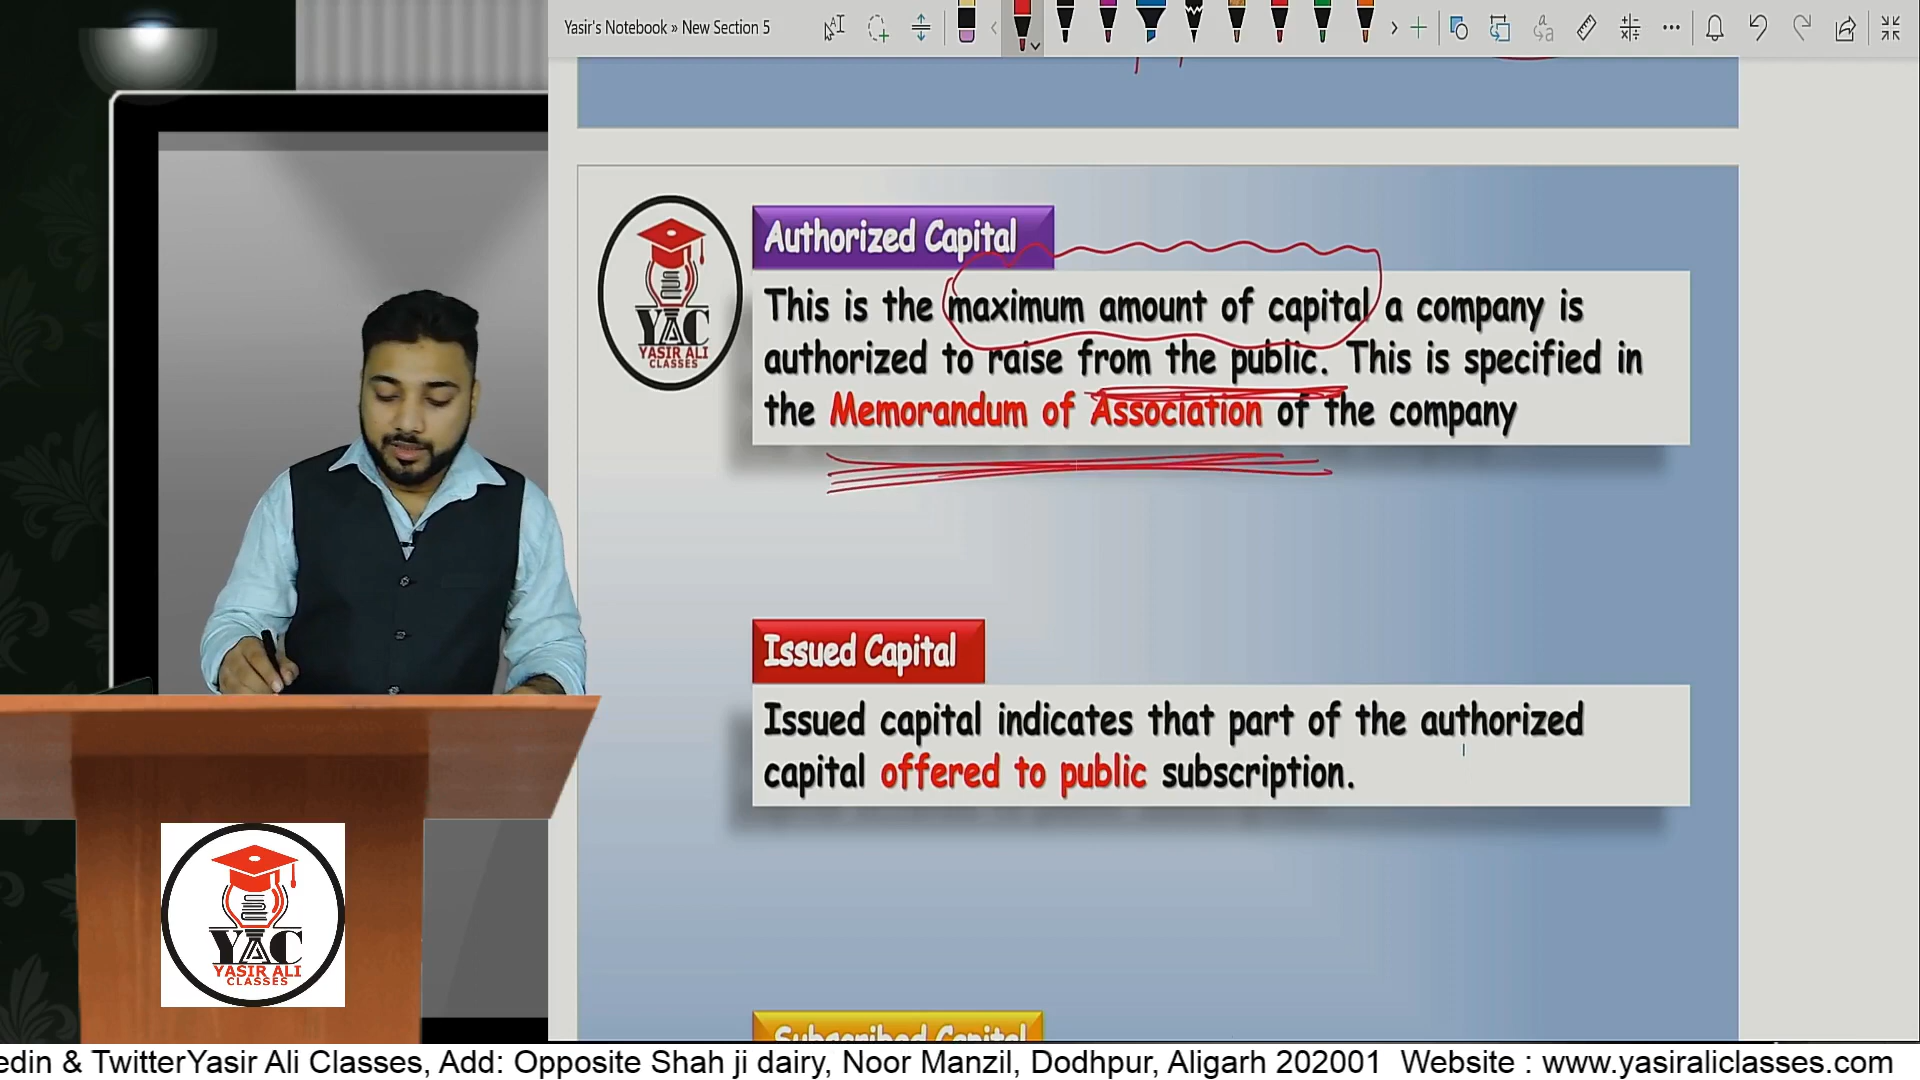 Yasir's Notebook » New Section 5
YAC
YASIR ALI
CLASSES
Authorized Capital
This is the maximum amount of capital a company is
authorized to raise from the public. This is specified in
the Memorandum of Association of the company
Issued Capital
Issued capital indicates that part of the authorized
capital offered to public subscription.
Subscribed Capital
YAC
YASIR ALI
CLASSES
edin & TwitterYasir Ali Classes, Add: Opposite Shah ji dairy, Noor Manzil, Dodhpur, Aligarh 202001 Website : www.yasiraliclasses.com